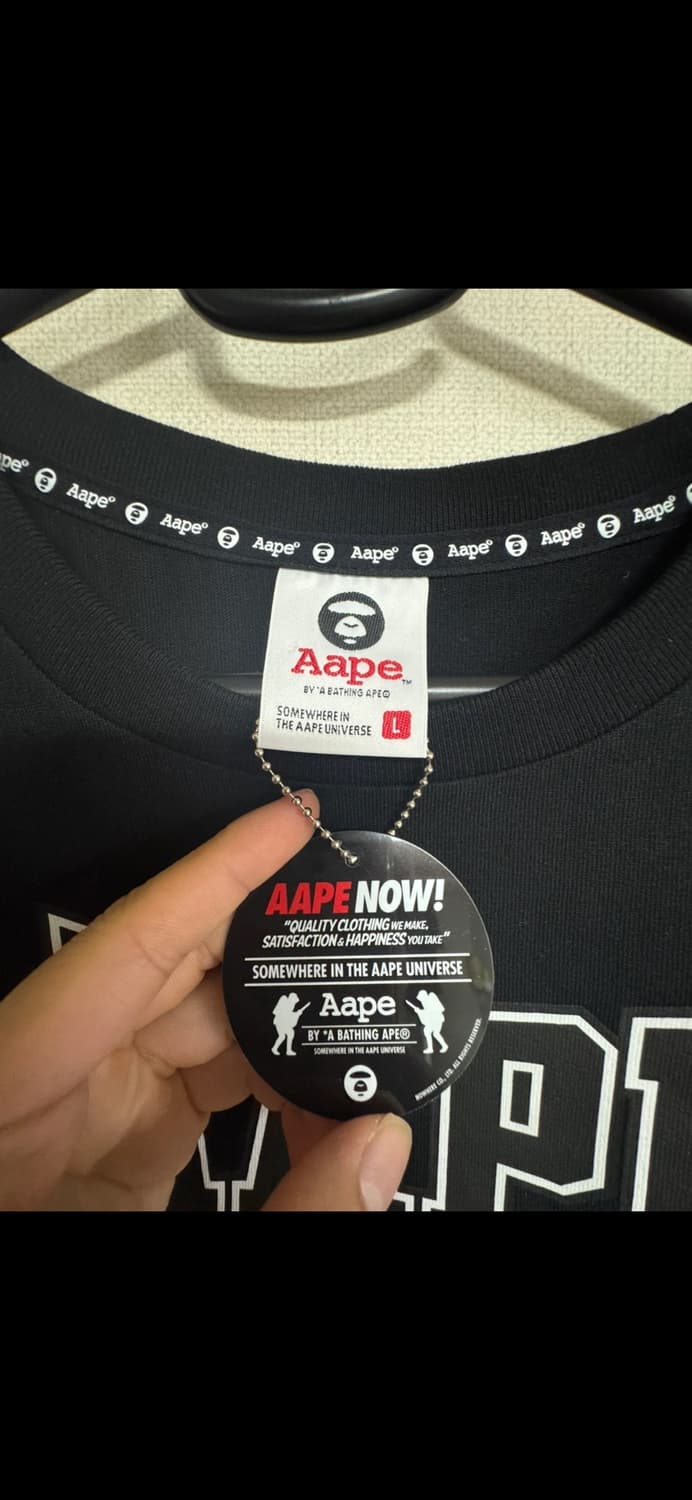 Aape® Aape® Aape® Aape® Aape® Aape® Aape®
Aape™
BY *A BATHING APE®
SOMEWHERE IN
THE AAPE UNIVERSE L
AAPE NOW!
"QUALITY CLOTHING WE MAKE,
SATISFACTION & HAPPINESS YOU TAKE"
SOMEWHERE IN THE AAPE UNIVERSE
Aape
BY *A BATHING APE®
SOMEWHERE IN THE AAPE UNIVERSE
NOWHERE CO., LTD. ALL RIGHTS RESERVED.